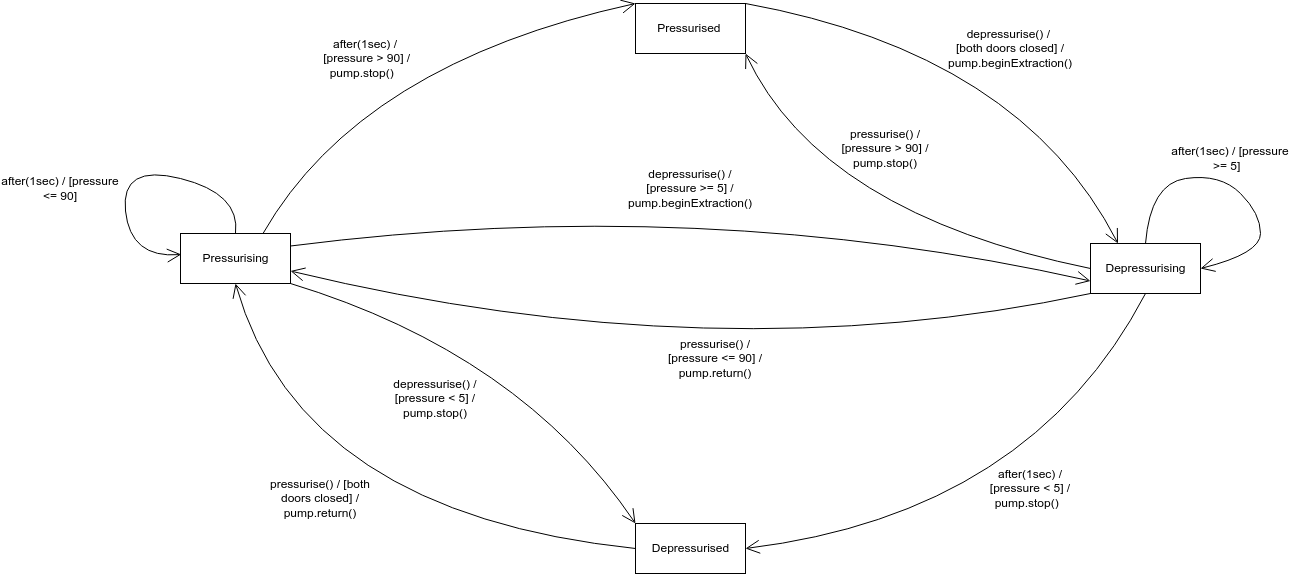 Pressurised
depressurise() /
[both doors closed] /
pump.beginExtraction()
after(1sec) /
[pressure > 90] /
pump.stop()
pressurise() /
[pressure > 90] /
pump.stop()
after(1sec) / [pressure
>= 5]
depressurise() /
[pressure >= 5] /
pump.beginExtraction()
after(1sec) / [pressure
<= 90]
Pressurising
Depressurising
pressurise() /
[pressure <= 90] /
pump.return()
depressurise() /
[pressure < 5] /
pump.stop()
after(1sec) /
[pressure < 5] /
pump.stop()
pressurise() / [both
doors closed] /
pump.return()
Depressurised